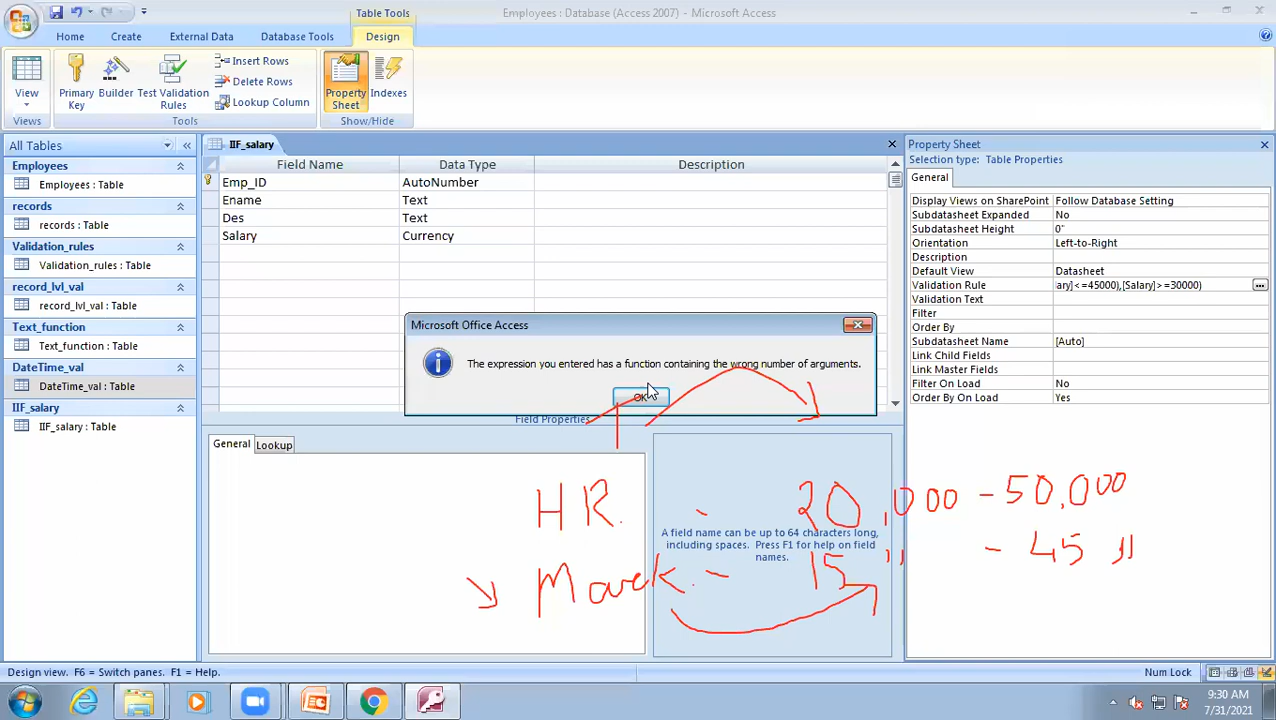 Table Tools
Employees : Database (Access 2007) - Microsoft Access
Home
Create
External Data
Database Tools
Design
View
Primary Key
Builder
Test Validation Rules
Insert Rows
Delete Rows
Lookup Column
Property Sheet
Indexes
Views
Tools
Show/Hide
All Tables
Employees
Employees : Table
records
records : Table
Validation_rules
Validation_rules : Table
record_lvl_val
record_lvl_val : Table
Text_function
Text_function : Table
DateTime_val
DateTime_val : Table
IIF_salary
IIF_salary : Table
IIF_salary
Field Name Data Type Description
Emp_ID AutoNumber
Ename Text
Des Text
Salary Currency
Microsoft Office Access
The expression you entered has a function containing the wrong number of arguments.
OK
Field Properties
General Lookup
A field name can be up to 64 characters long,
including spaces. Press F1 for help on field
names.
HR. - 20,000 - 50,000
15 " - 45 "
Property Sheet
Selection type: Table Properties
General
Display Views on SharePoint Follow Database Setting
Subdatasheet Expanded No
Subdatasheet Height 0"
Orientation Left-to-Right
Description
Default View Datasheet
Validation Rule ary]<=45000),[Salary]>=30000)
Validation Text
Filter
Order By
Subdatasheet Name [Auto]
Link Child Fields
Link Master Fields
Filter On Load No
Order By On Load Yes
Design view. F6 = Switch panes. F1 = Help.
Num Lock
9:30 AM
7/31/2021